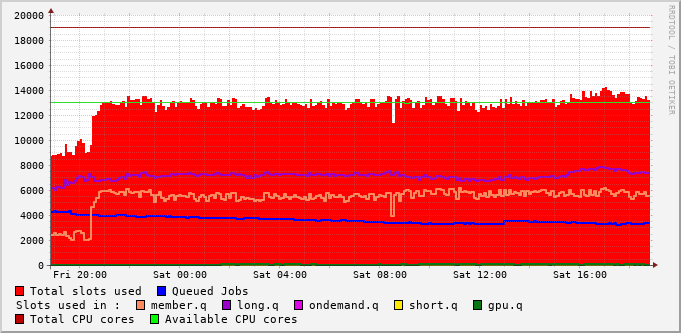 20000
18000
16000
14000
12000
10000
8000
6000
4000
2000
0
Fri 20:00 Sat 00:00 Sat 04:00 Sat 08:00 Sat 12:00 Sat 16:00
RRDTOOL / TOBI OETIKER
Total slots used Queued Jobs
Slots used in : member.q long.q ondemand.q short.q gpu.q
Total CPU cores Available CPU cores